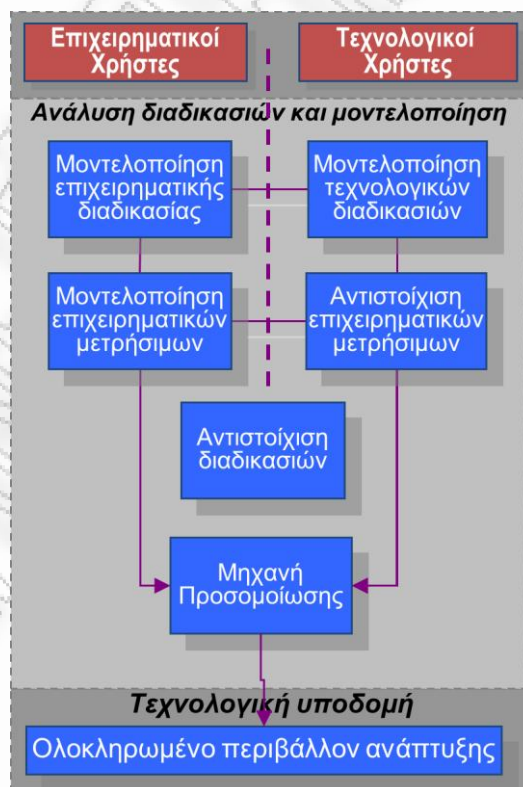 Επιχειρηματικοί
Χρήστες
Τεχνολογικοί
Χρήστες
Ανάλυση διαδικασιών και μοντελοποίηση
Μοντελοποίηση
επιχειρηματικής
διαδικασίας
Μοντελοποίηση
τεχνολογικών
διαδικασιών
Μοντελοποίηση
επιχειρηματικών
μετρήσιμων
Αντιστοίχιση
επιχειρηματικών
μετρήσιμων
Αντιστοίχιση
διαδικασιών
Μηχανή
Προσομοίωσης
Τεχνολογική υποδομή
Ολοκληρωμένο περιβάλλον ανάπτυξης